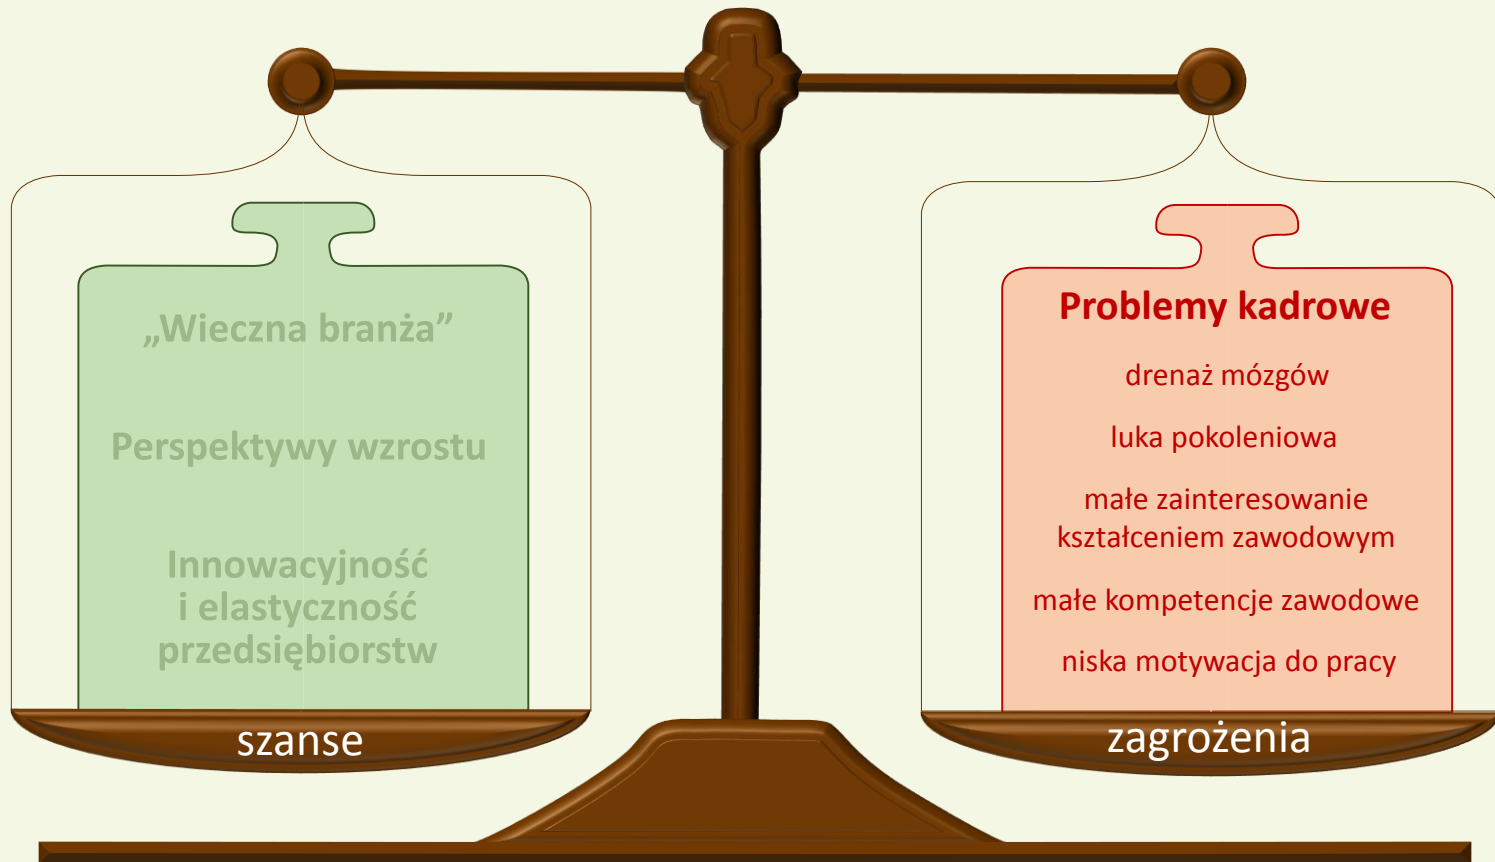 „Wieczna branża”
Perspektywy wzrostu
Innowacyjność
i elastyczność
przedsiębiorstw
szanse
Problemy kadrowe
drenaż mózgów
luka pokoleniowa
małe zainteresowanie
kształceniem zawodowym
małe kompetencje zawodowe
niska motywacja do pracy
zagrożenia